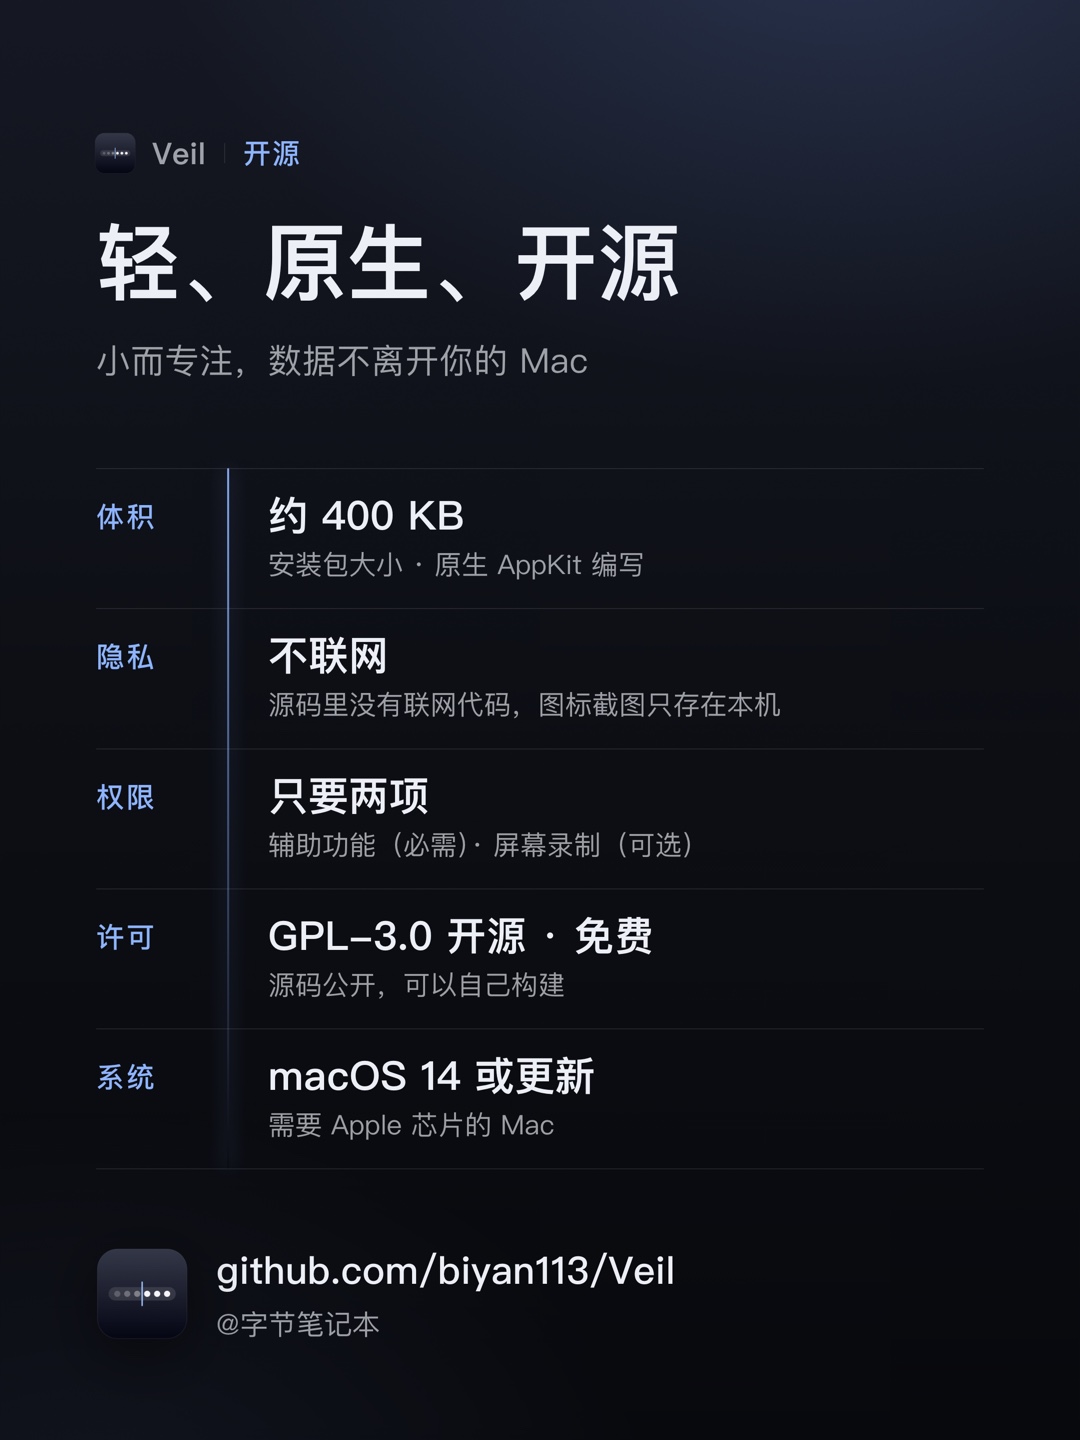 Veil | 开源
轻、原生、开源
小而专注，数据不离开你的 Mac
体积
约 400 KB
安装包大小 · 原生 AppKit 编写
隐私
不联网
源码里没有联网代码，图标截图只存在本机
权限
只要两项
辅助功能（必需）· 屏幕录制（可选）
许可
GPL-3.0 开源 · 免费
源码公开，可以自己构建
系统
macOS 14 或更新
需要 Apple 芯片的 Mac
github.com/biyan113/Veil
@字节笔记本